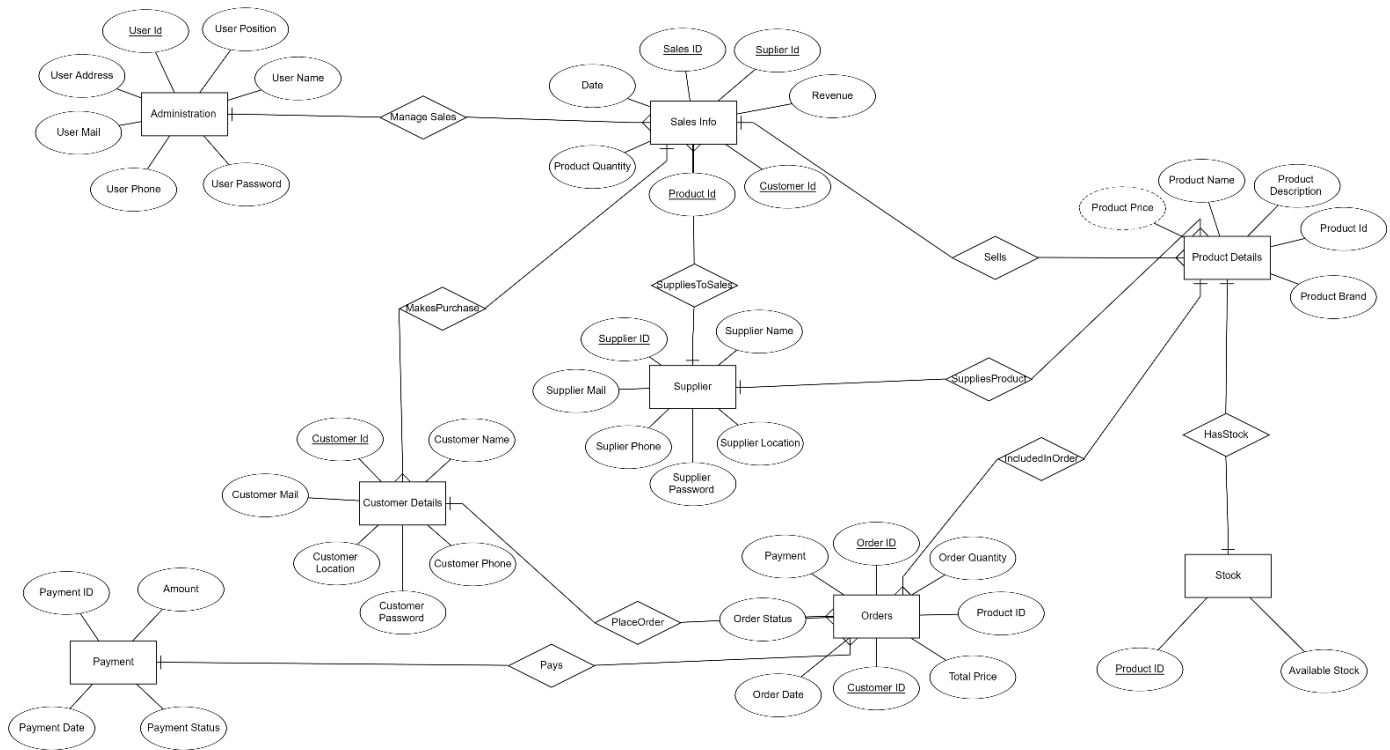 User Id
User Position
User Address
User Name
Administration
User Mail
User Phone
User Password
Manage Sales
Sales ID
Suplier Id
Date
Revenue
Sales Info
Product Quantity
Product Id
Customer Id
Product Name
Product
Description
Product Price
Product Id
Product Details
Product Brand
Sells
MakesPurchase
SuppliesToSales
Supplier ID
Supplier Name
Supplier Mail
Supplier
SuppliesProduct
Suplier Phone
Supplier Location
Supplier
Password
HasStock
IncludedInOrder
Customer Id
Customer Name
Customer Mail
Customer Details
Customer
Location
Customer Phone
Customer
Password
Payment
Order ID
Order Quantity
Order Status
Orders
Product ID
PlaceOrder
Order Date
Customer ID
Total Price
Stock
Product ID
Available Stock
Payment ID
Amount
Payment
Pays
Payment Date
Payment Status